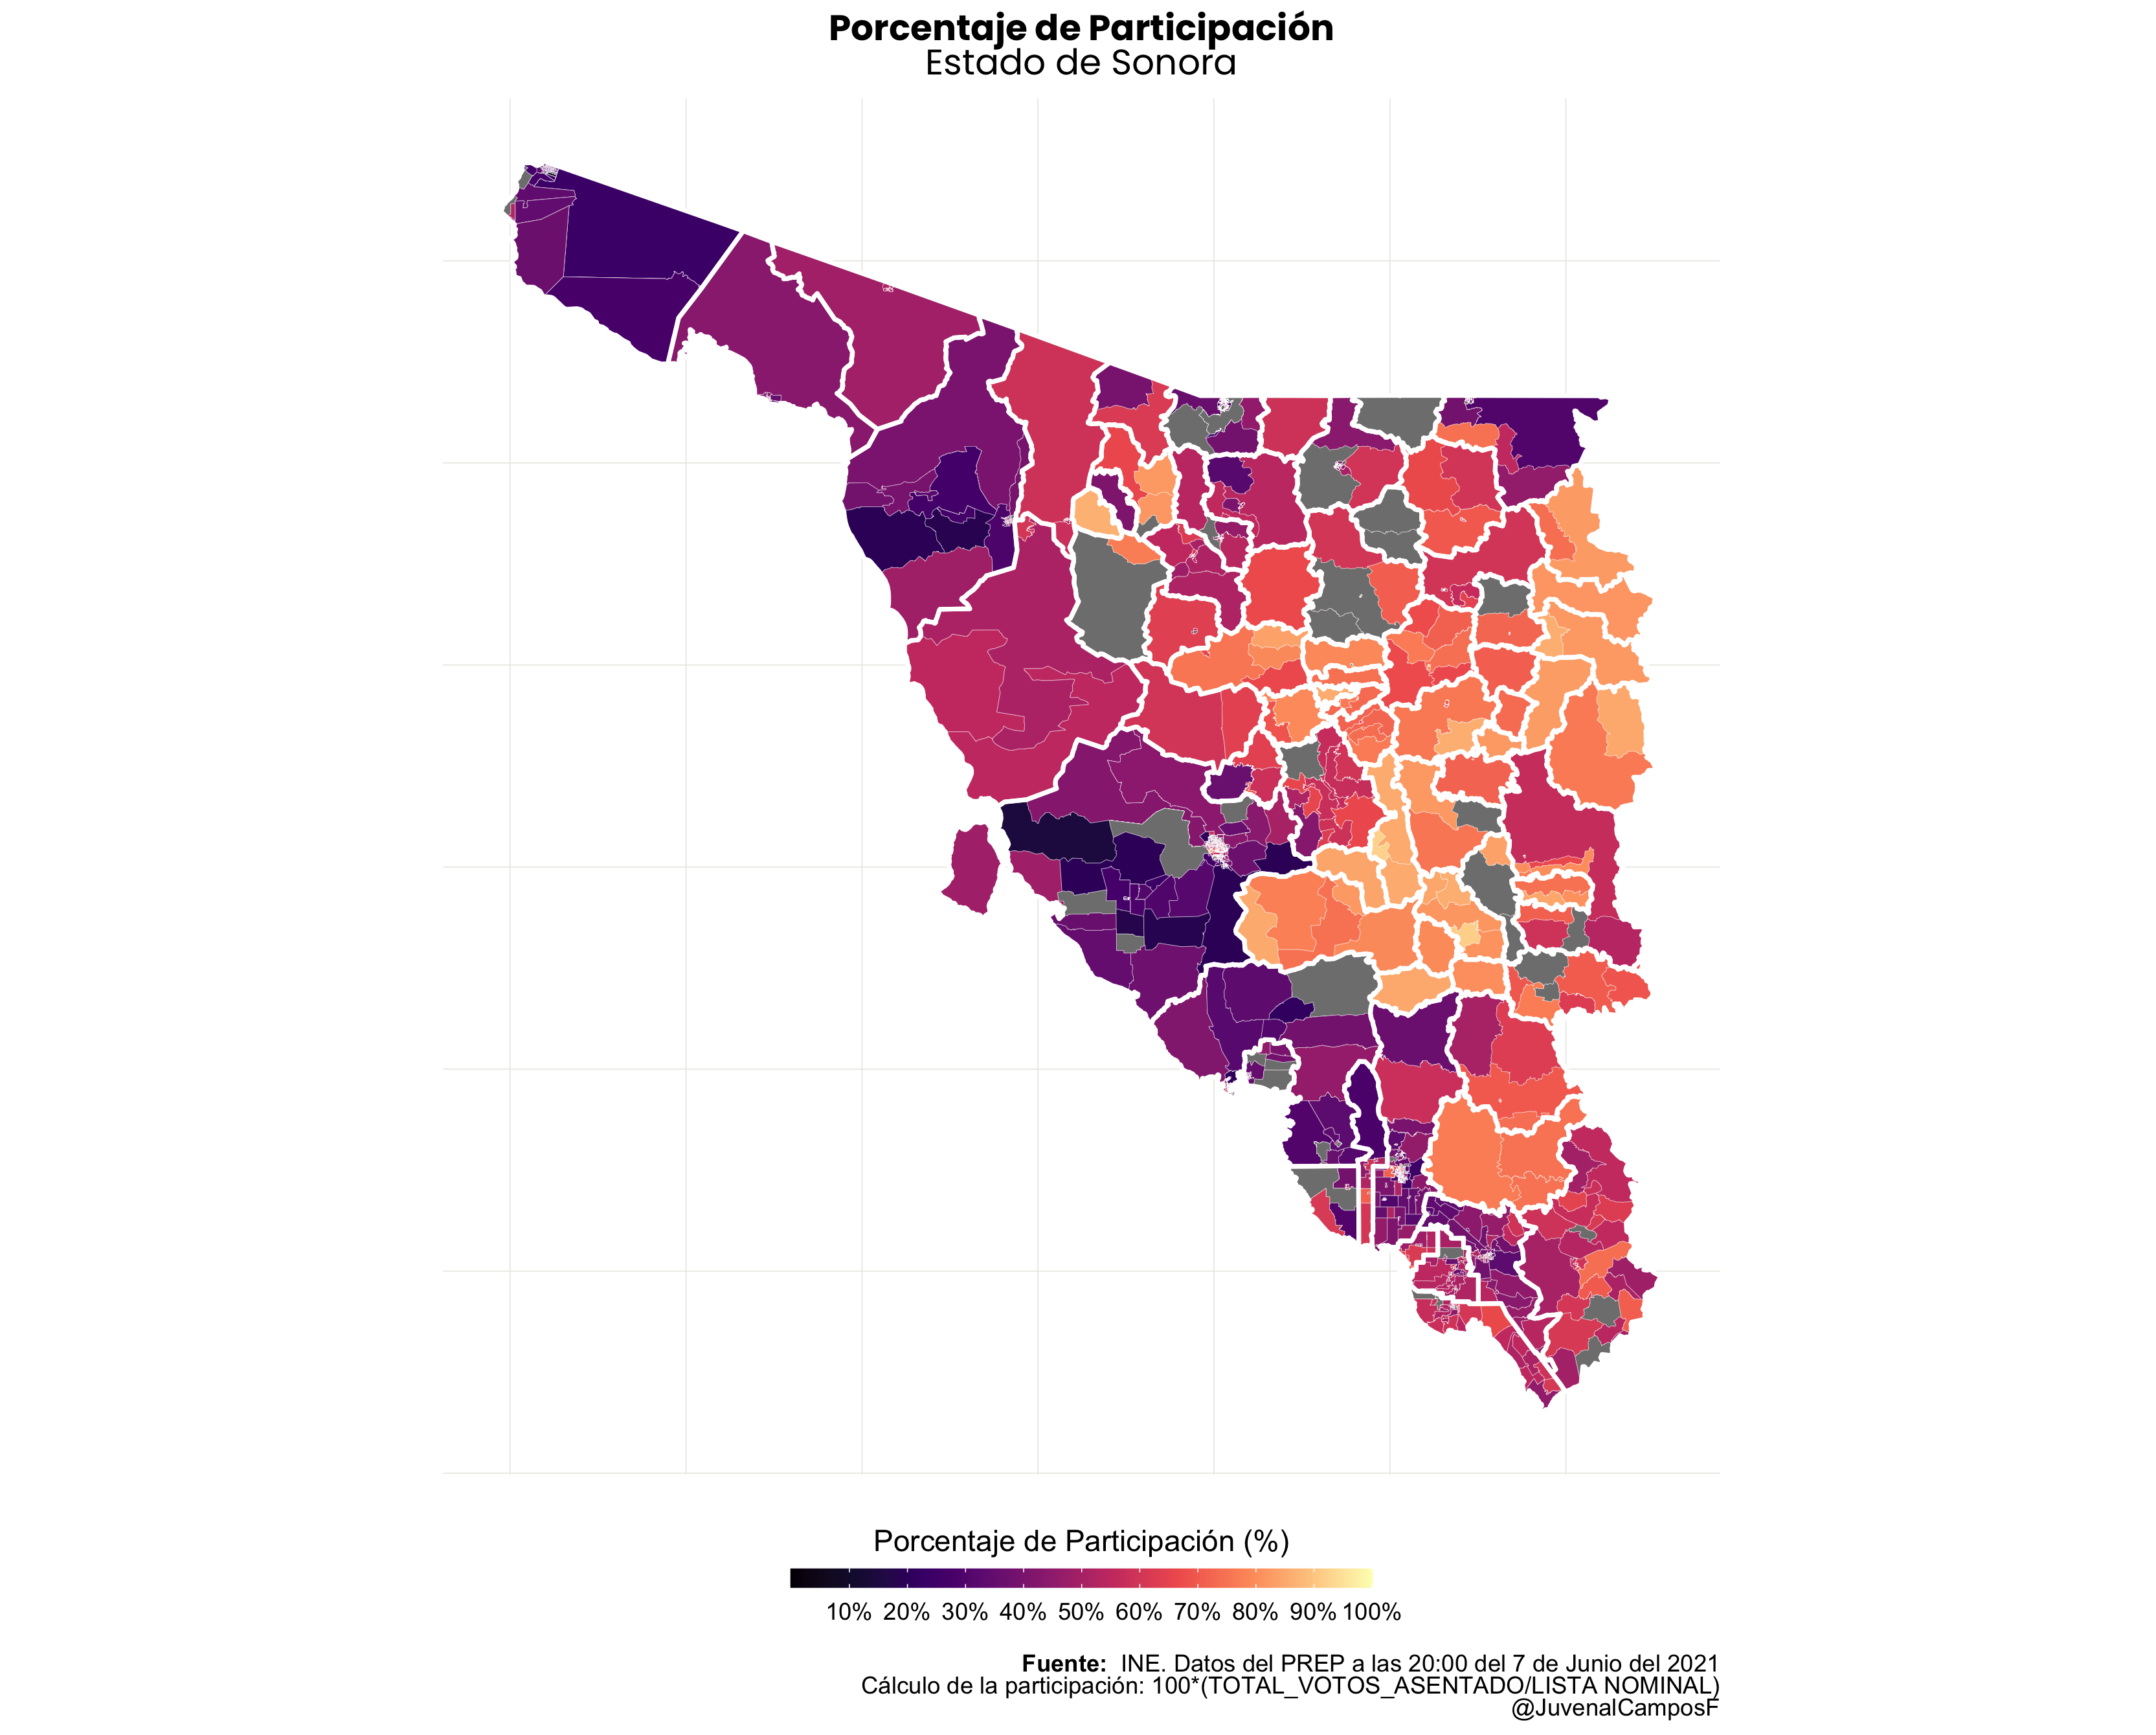 Porcentaje de Participación
Estado de Sonora
Porcentaje de Participación (%)
10% 20% 30% 40% 50% 60% 70% 80% 90% 100%
Fuente: INE. Datos del PREP a las 20:00 del 7 de Junio del 2021
Cálculo de la participación: 100*(TOTAL_VOTOS_ASENTADO/LISTA NOMINAL)
@JuvenalCamposF